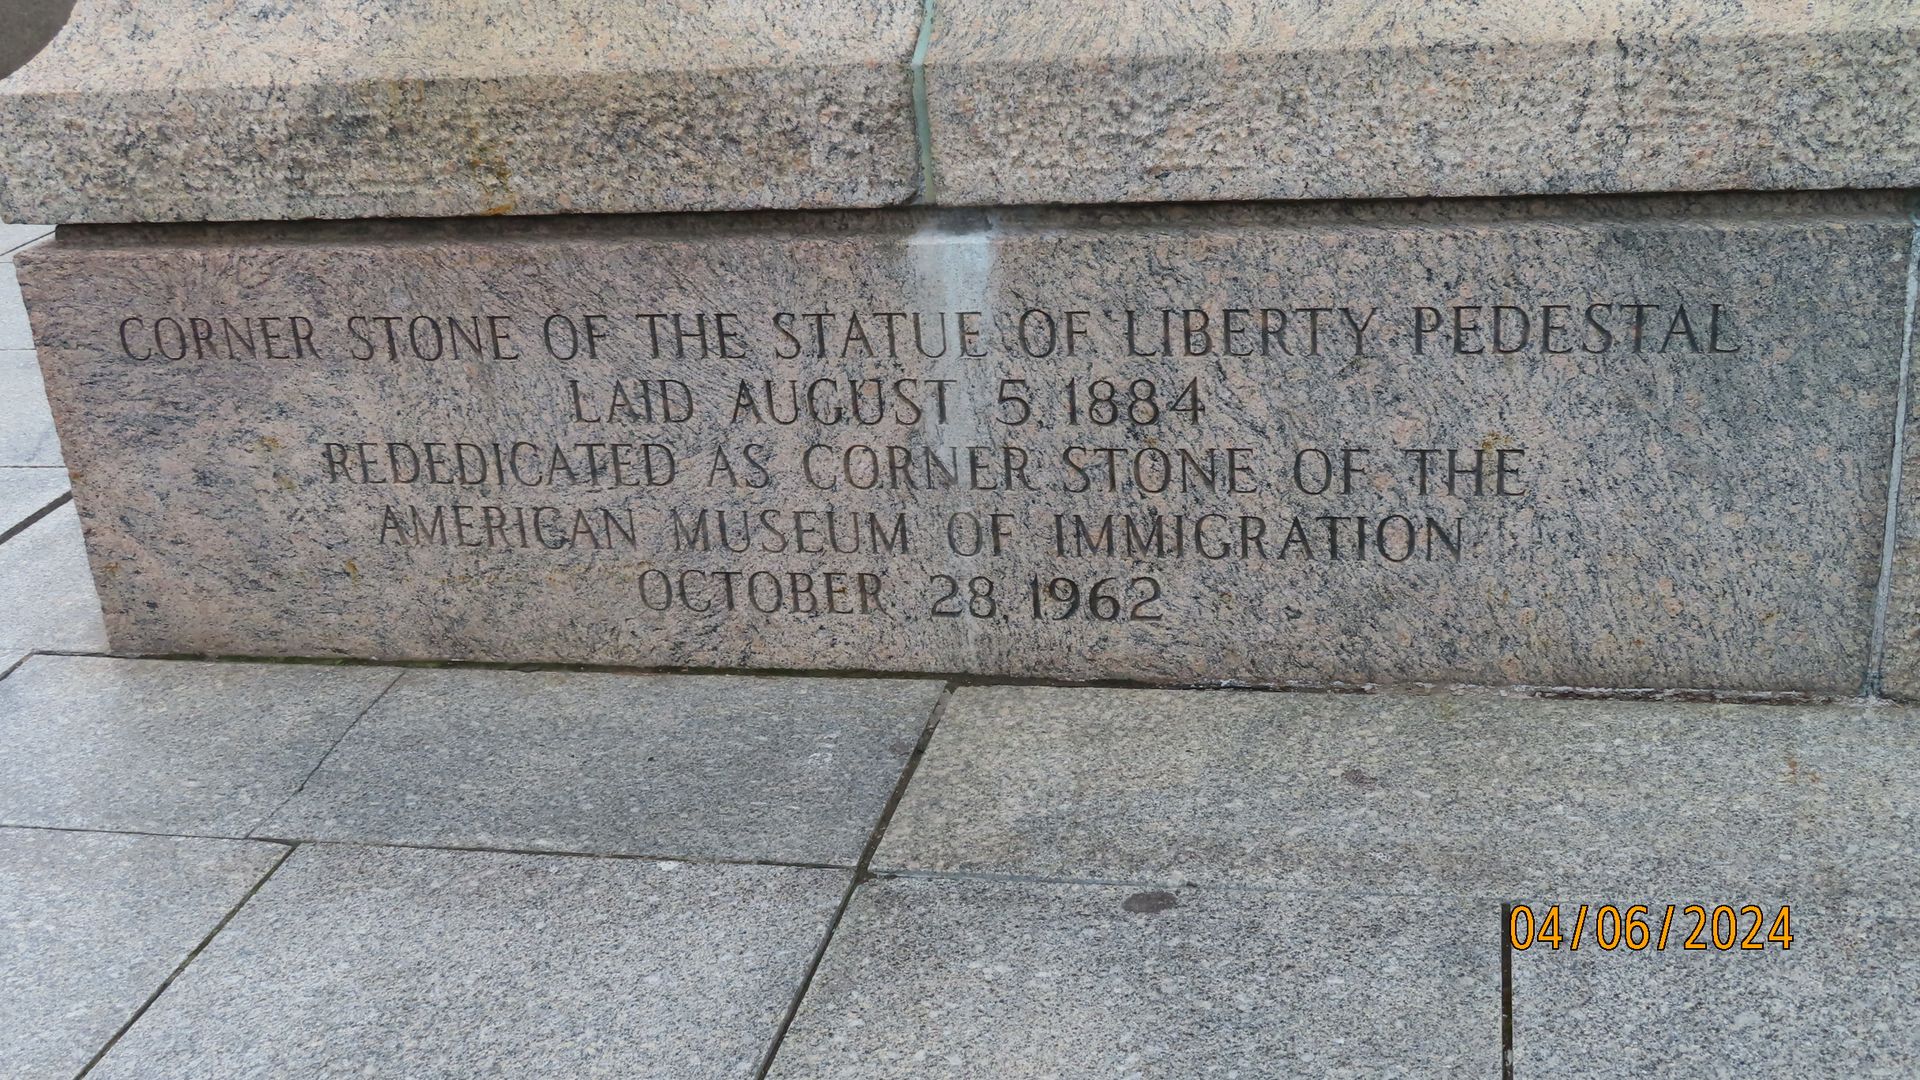 CORNER STONE OF THE STATUE OF LIBERTY PEDESTAL
LAID AUGUST 5, 1884
REDEDICATED AS CORNER STONE OF THE
AMERICAN MUSEUM OF IMMIGRATION
OCTOBER 28, 1962
04/06/2024